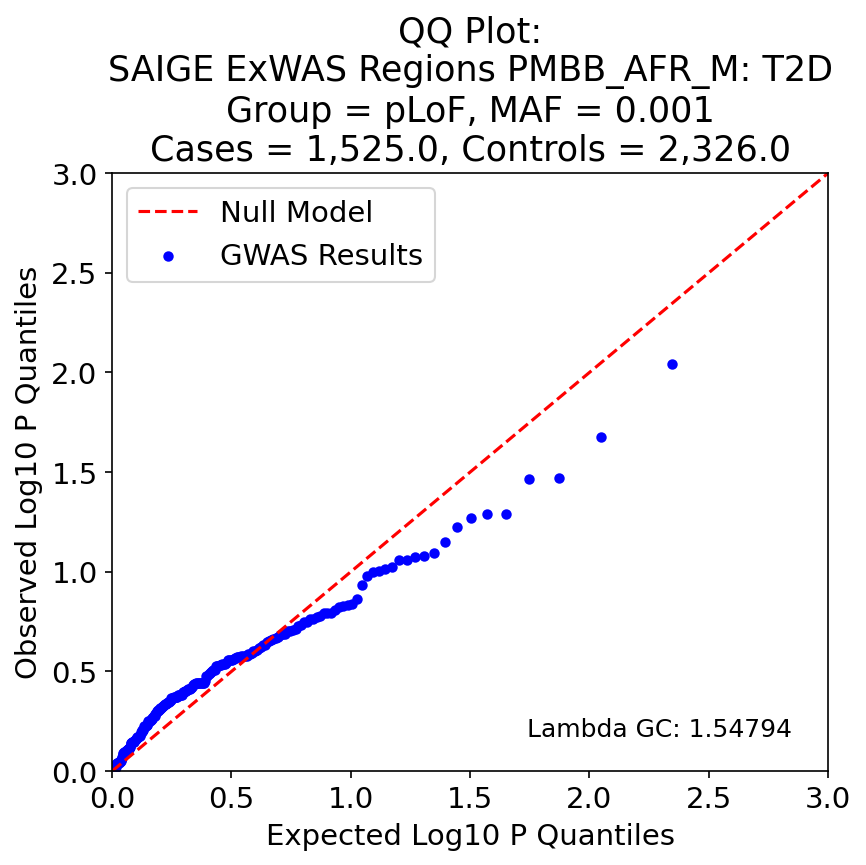 QQ Plot:
SAIGE ExWAS Regions PMBB_AFR_M: T2D
Group = pLoF, MAF = 0.001
Cases = 1,525.0, Controls = 2,326.0
3.0
2.5
2.0
1.5
1.0
0.5
0.0
Observed Log10 P Quantiles
Null Model
GWAS Results
Lambda GC: 1.54794
0.0 0.5 1.0 1.5 2.0 2.5 3.0
Expected Log10 P Quantiles